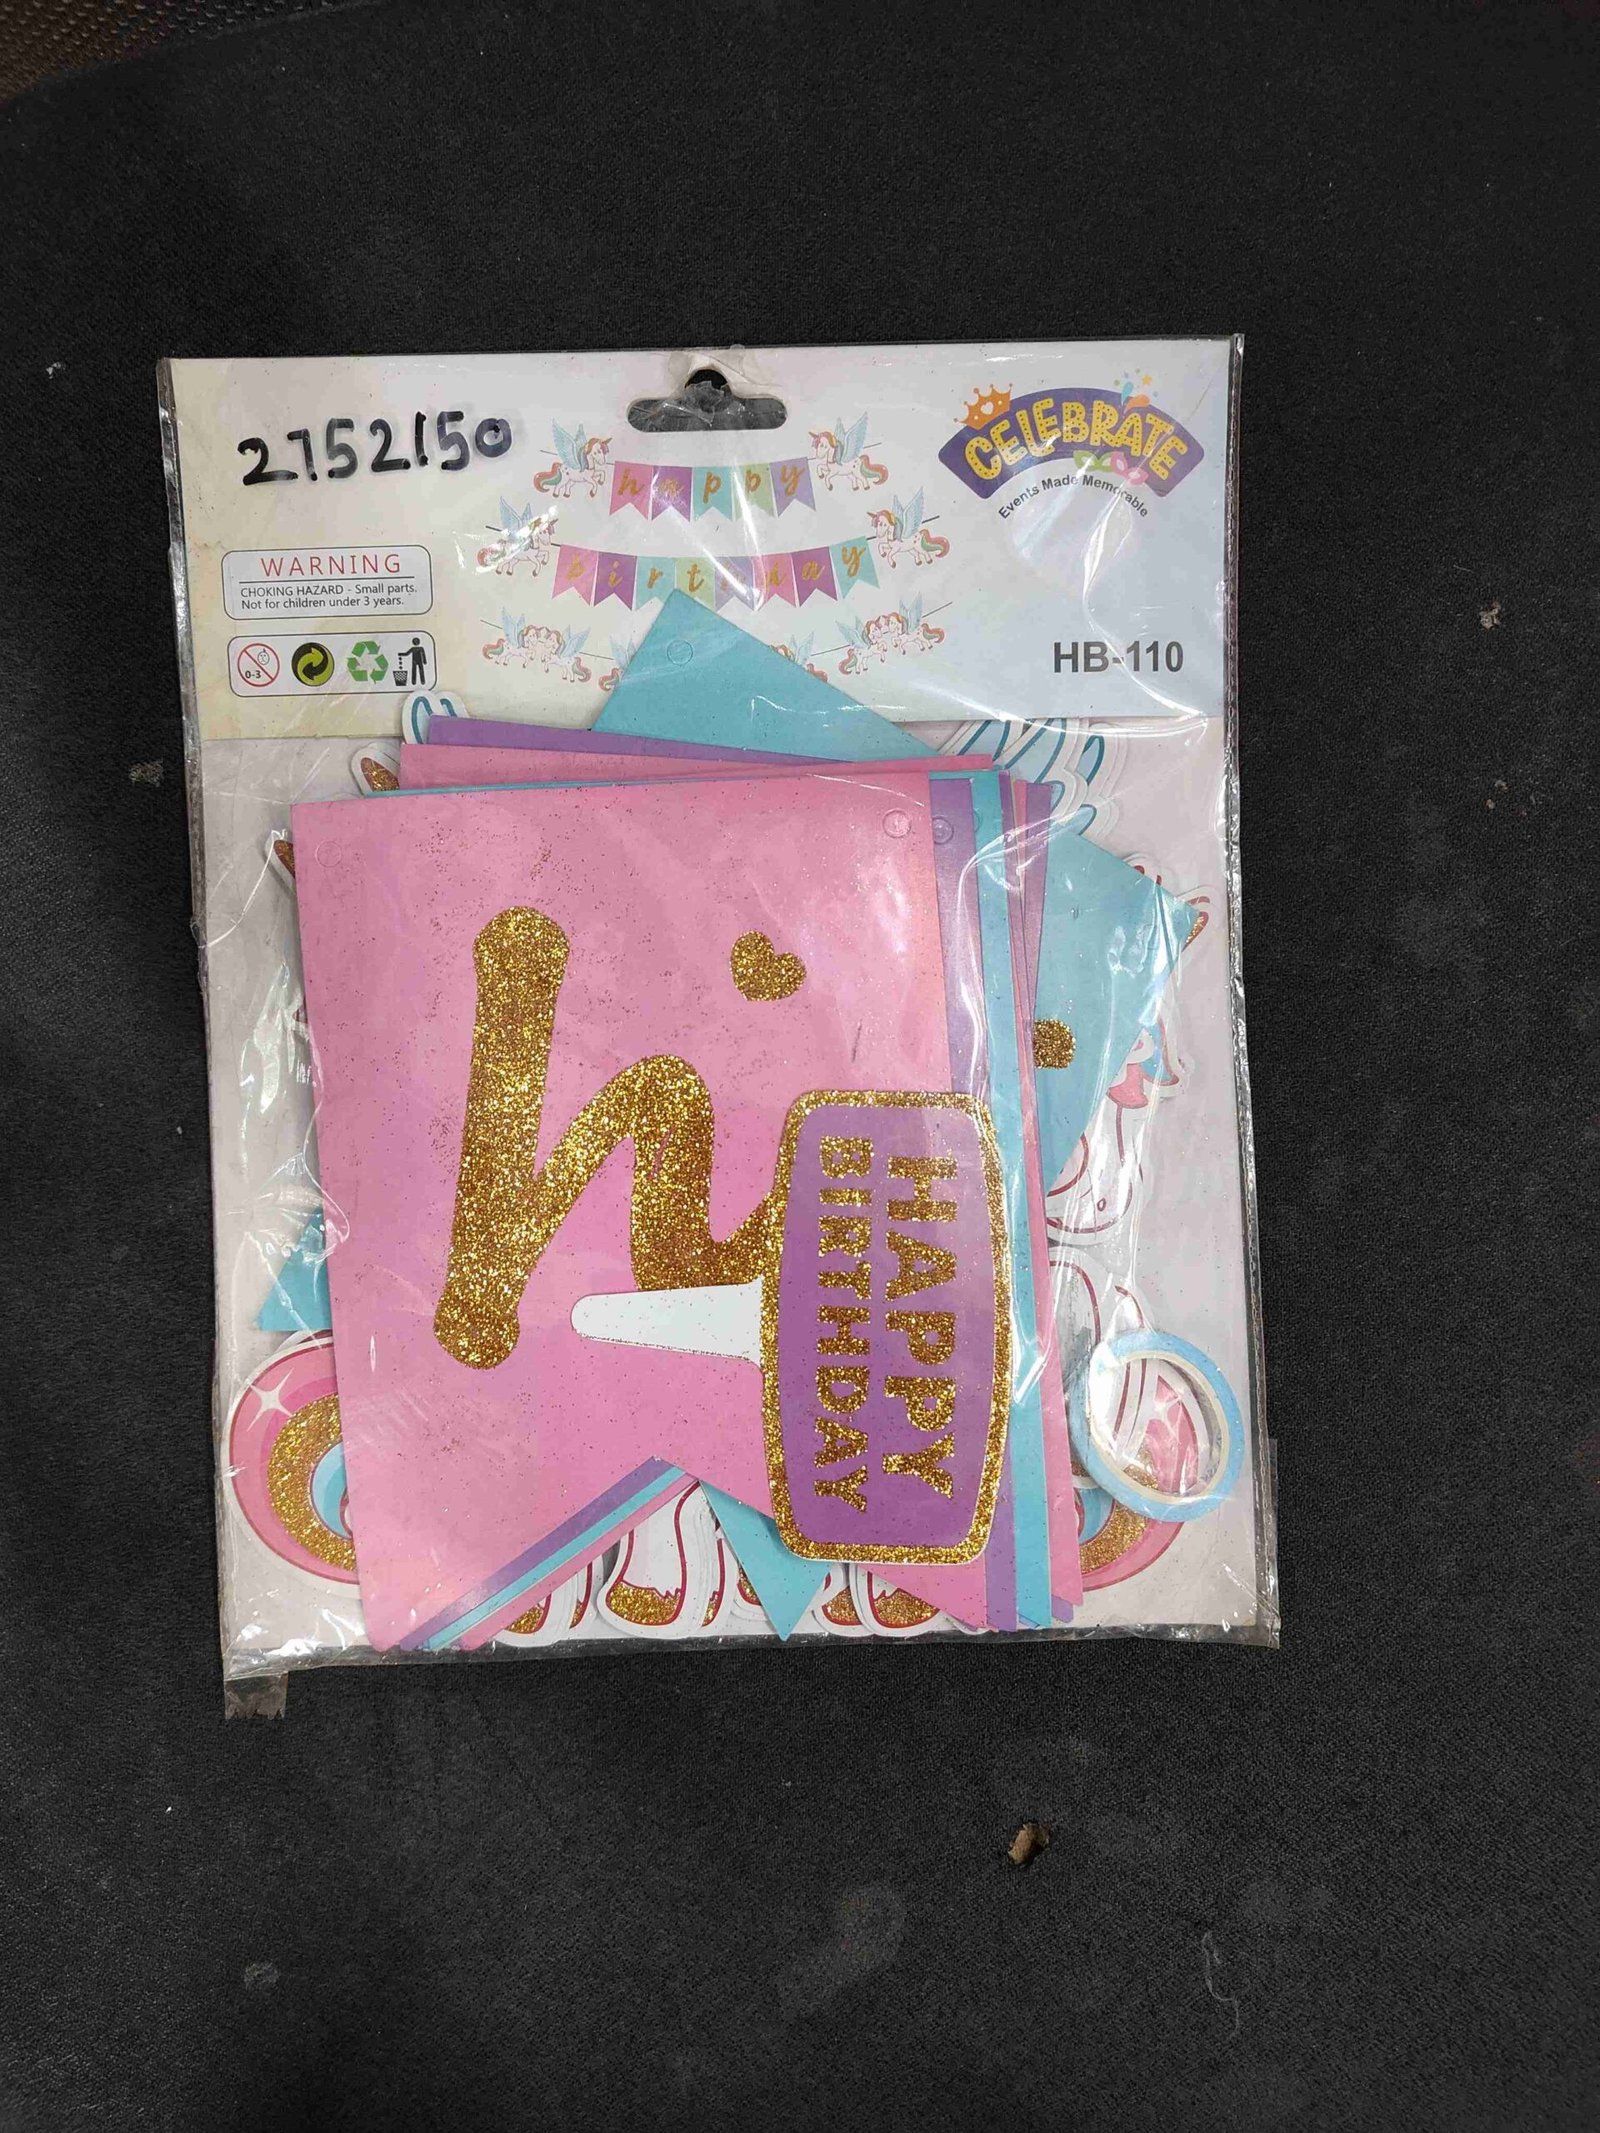 2752150
happy
birthday
CELEBRATE
Events Made Memorable
WARNING
CHOKING HAZARD - Small parts.
Not for children under 3 years.
0-3
HB-110
h
HAPPY
BIRTHDAY